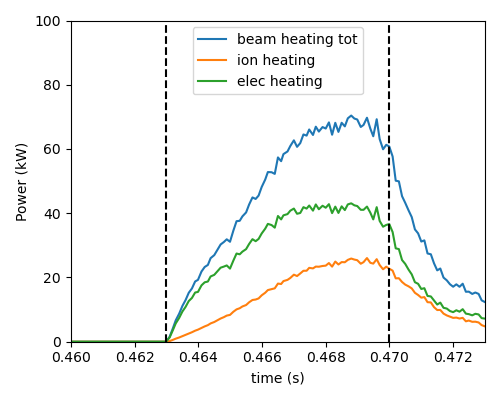 100
80
60
40
20
0
Power (kW)
beam heating tot
ion heating
elec heating
0.460 0.462 0.464 0.466 0.468 0.470 0.472
time (s)